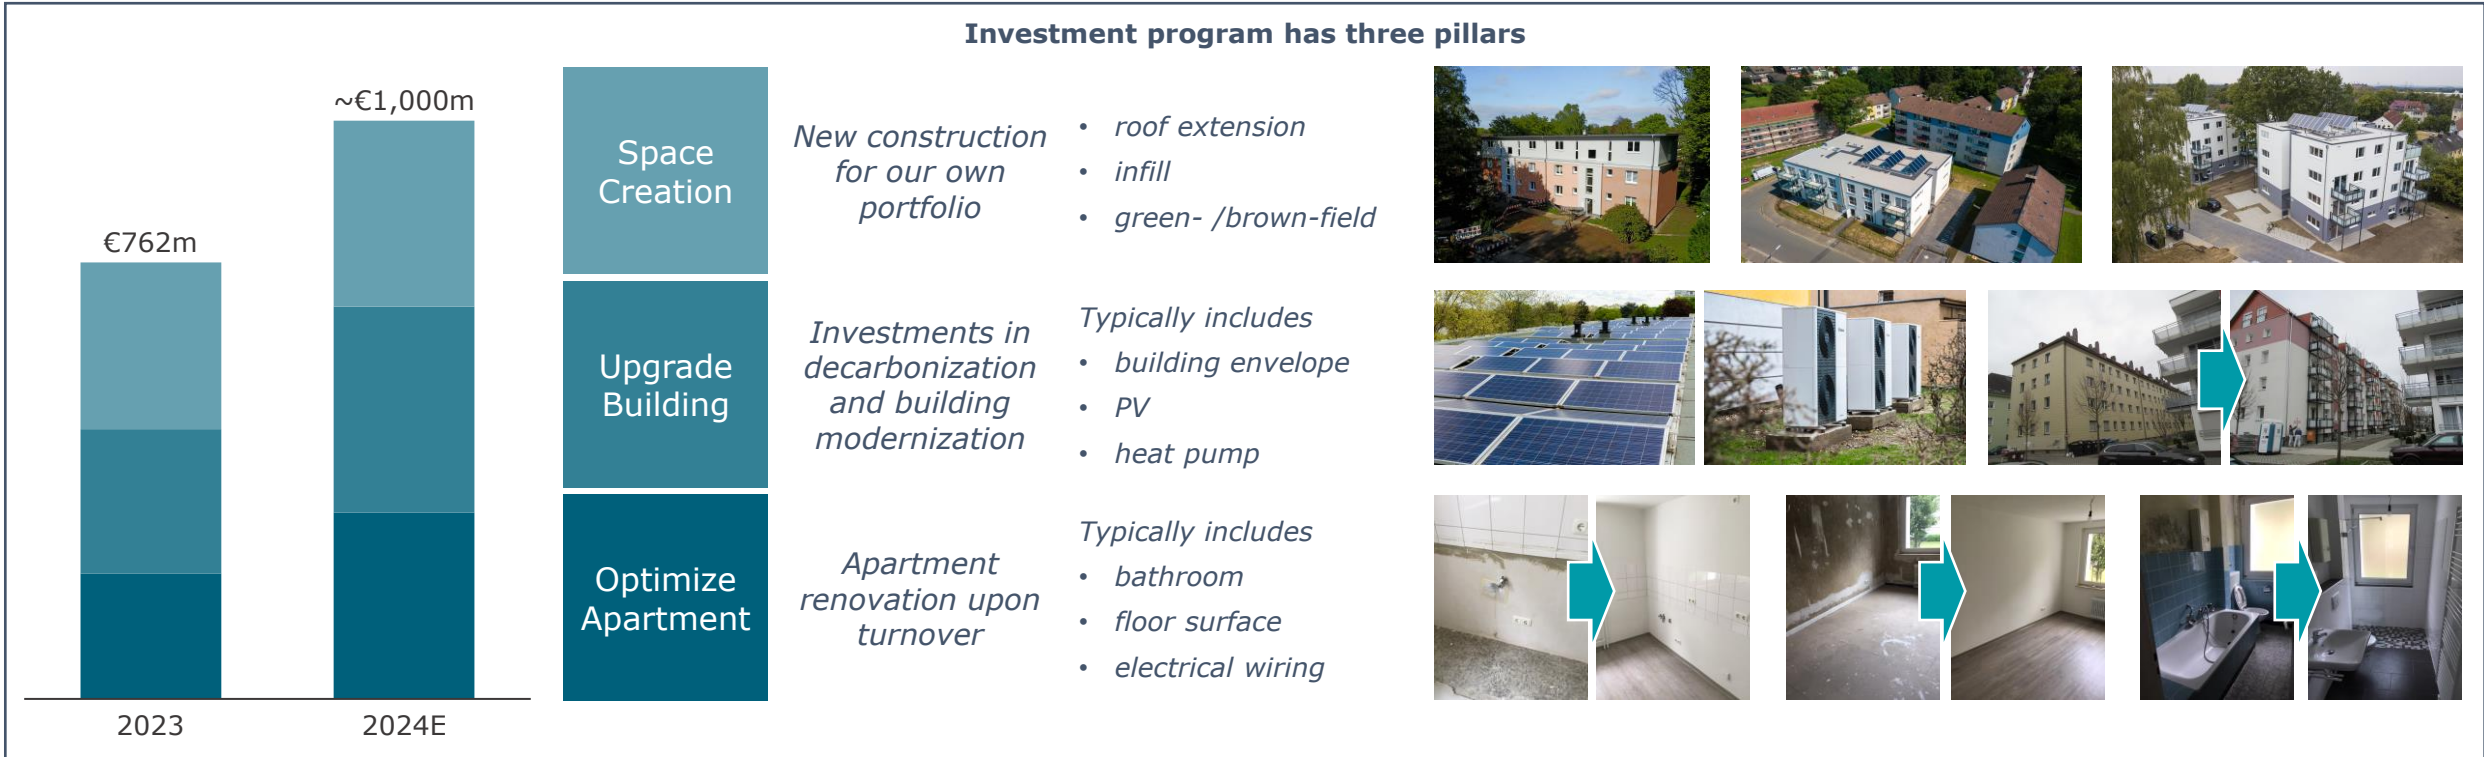 Investment program has three pillars
€762m
~€1,000m
2023
2024E
Space
Creation
New construction
for our own
portfolio
• roof extension
• infill
• green- /brown-field
Upgrade
Building
Investments in
decarbonization
and building
modernization
Typically includes
• building envelope
• PV
• heat pump
Optimize
Apartment
Apartment
renovation upon
turnover
Typically includes
• bathroom
• floor surface
• electrical wiring